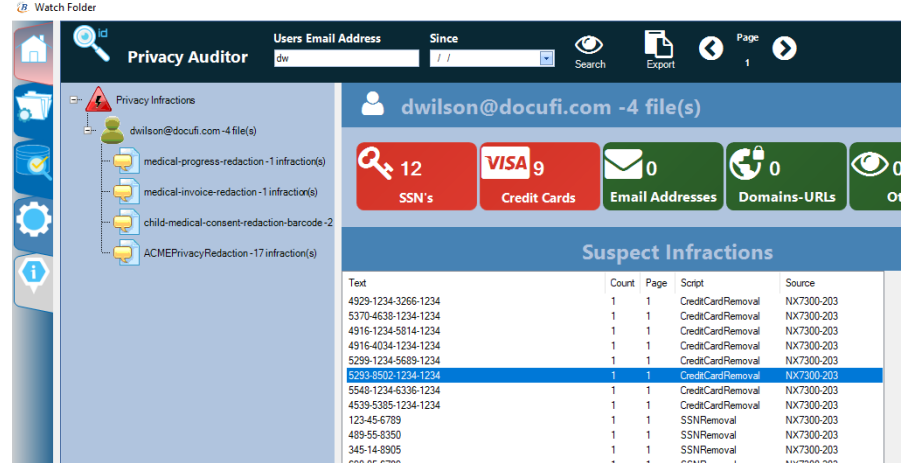 Watch Folder
id
Privacy Auditor
Users Email Address
dw
Since
/ /
Search
Export
Page
1
Privacy Infractions
dwilson@docufi.com -4 file(s)
medical-progress-redaction -1 infraction(s)
medical-invoice-redaction -1 infraction(s)
child-medical-consent-redaction-barcode -2
ACMEPrivacyRedaction -17 infraction(s)
dwilson@docufi.com -4 file(s)
12
SSN's
VISA 9
Credit Cards
0
Email Addresses
0
Domains-URLs
0
Ot
Suspect Infractions
Text Count Page Script Source
4929-1234-3266-1234 1 1 CreditCardRemoval NX7300-203
5370-4638-1234-1234 1 1 CreditCardRemoval NX7300-203
4916-1234-5814-1234 1 1 CreditCardRemoval NX7300-203
4916-4034-1234-1234 1 1 CreditCardRemoval NX7300-203
5299-1234-5689-1234 1 1 CreditCardRemoval NX7300-203
5293-8502-1234-1234 1 1 CreditCardRemoval NX7300-203
5548-1234-6336-1234 1 1 CreditCardRemoval NX7300-203
4539-5385-1234-1234 1 1 CreditCardRemoval NX7300-203
123-45-6789 1 1 SSNRemoval NX7300-203
489-55-8350 1 1 SSNRemoval NX7300-203
345-14-8905 1 1 SSNRemoval NX7300-203